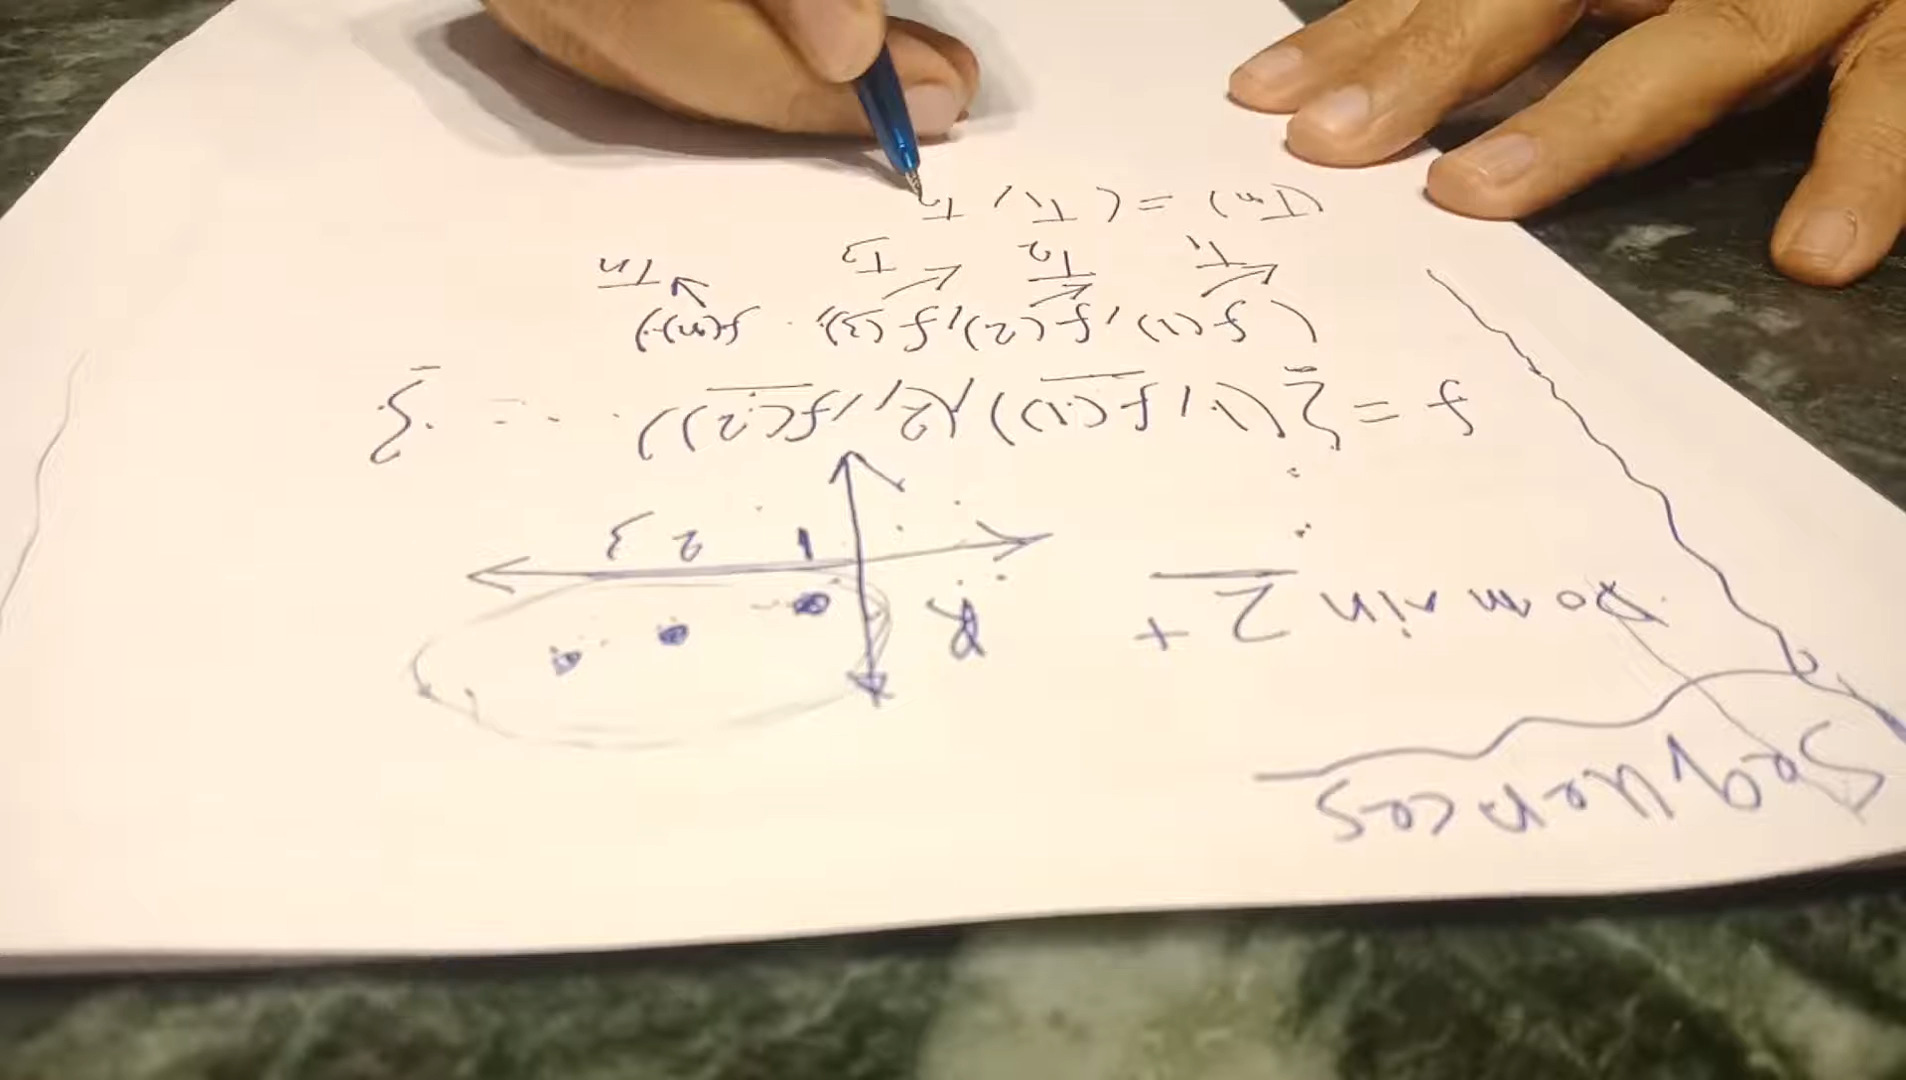 Sequences
Domain Z+
R
1 2 3
f = {(1, f(1)), (2, f(2)) ..... }
(f(1), f(2), f(3), . f(n).)
T1 T2 T3 Tn
(Tn) = (T1, T2